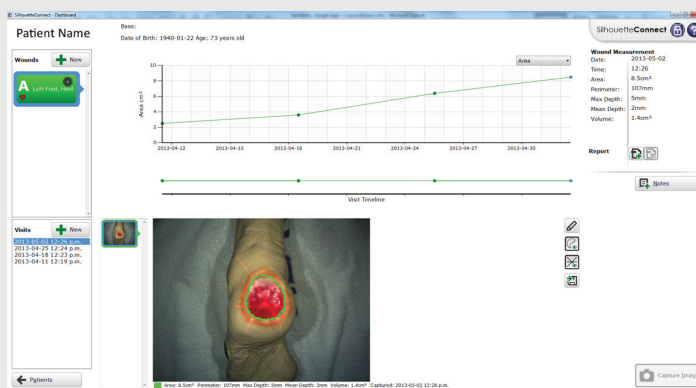 SilhouetteConnect - Dashboard
Patient Name
Base:
Date of Birth: 1940-01-22 Age: 73 years old
SilhouetteConnect
Wounds
New
A Left Foot, Heel
Area
Area cm²
10
8
6
4
2
0
2013-04-12 2013-04-15 2013-04-18 2013-04-21 2013-04-24 2013-04-27 2013-04-30
Visit Timeline
Wound Measurement
Date: 2013-05-02
Time: 12:26
Area: 8.5cm²
Perimeter: 107mm
Max Depth: 5mm
Mean Depth: 2mm
Volume: 1.4cm³
Report
Notes
Visits
New
2013-05-02 12:26 p.m.
2013-04-25 12:24 p.m.
2013-04-18 12:23 p.m.
2013-04-11 12:19 p.m.
Area: 8.5cm² Perimeter: 107mm Max Depth: 5mm Mean Depth: 2mm Volume: 1.4cm³ Captured: 2013-05-02 12:26 p.m.
Patients
Capture Imag